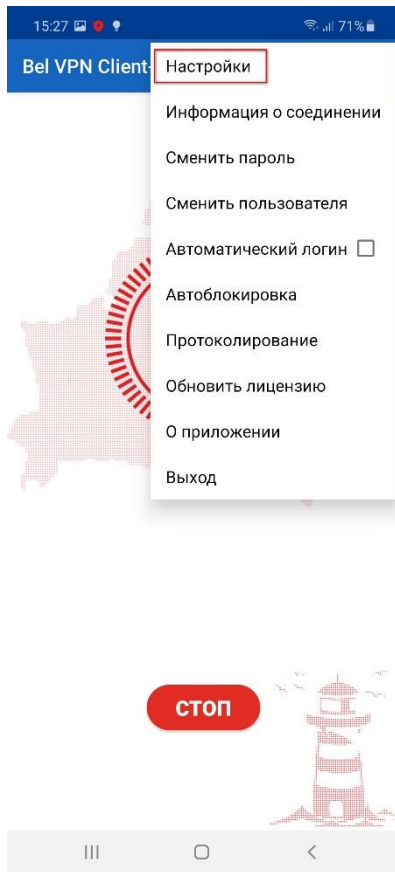 15:27 71%
Bel VPN Client-
Настройки
Информация о соединении
Сменить пароль
Сменить пользователя
Автоматический логин
Автоблокировка
Протоколирование
Обновить лицензию
О приложении
Выход
СТОП